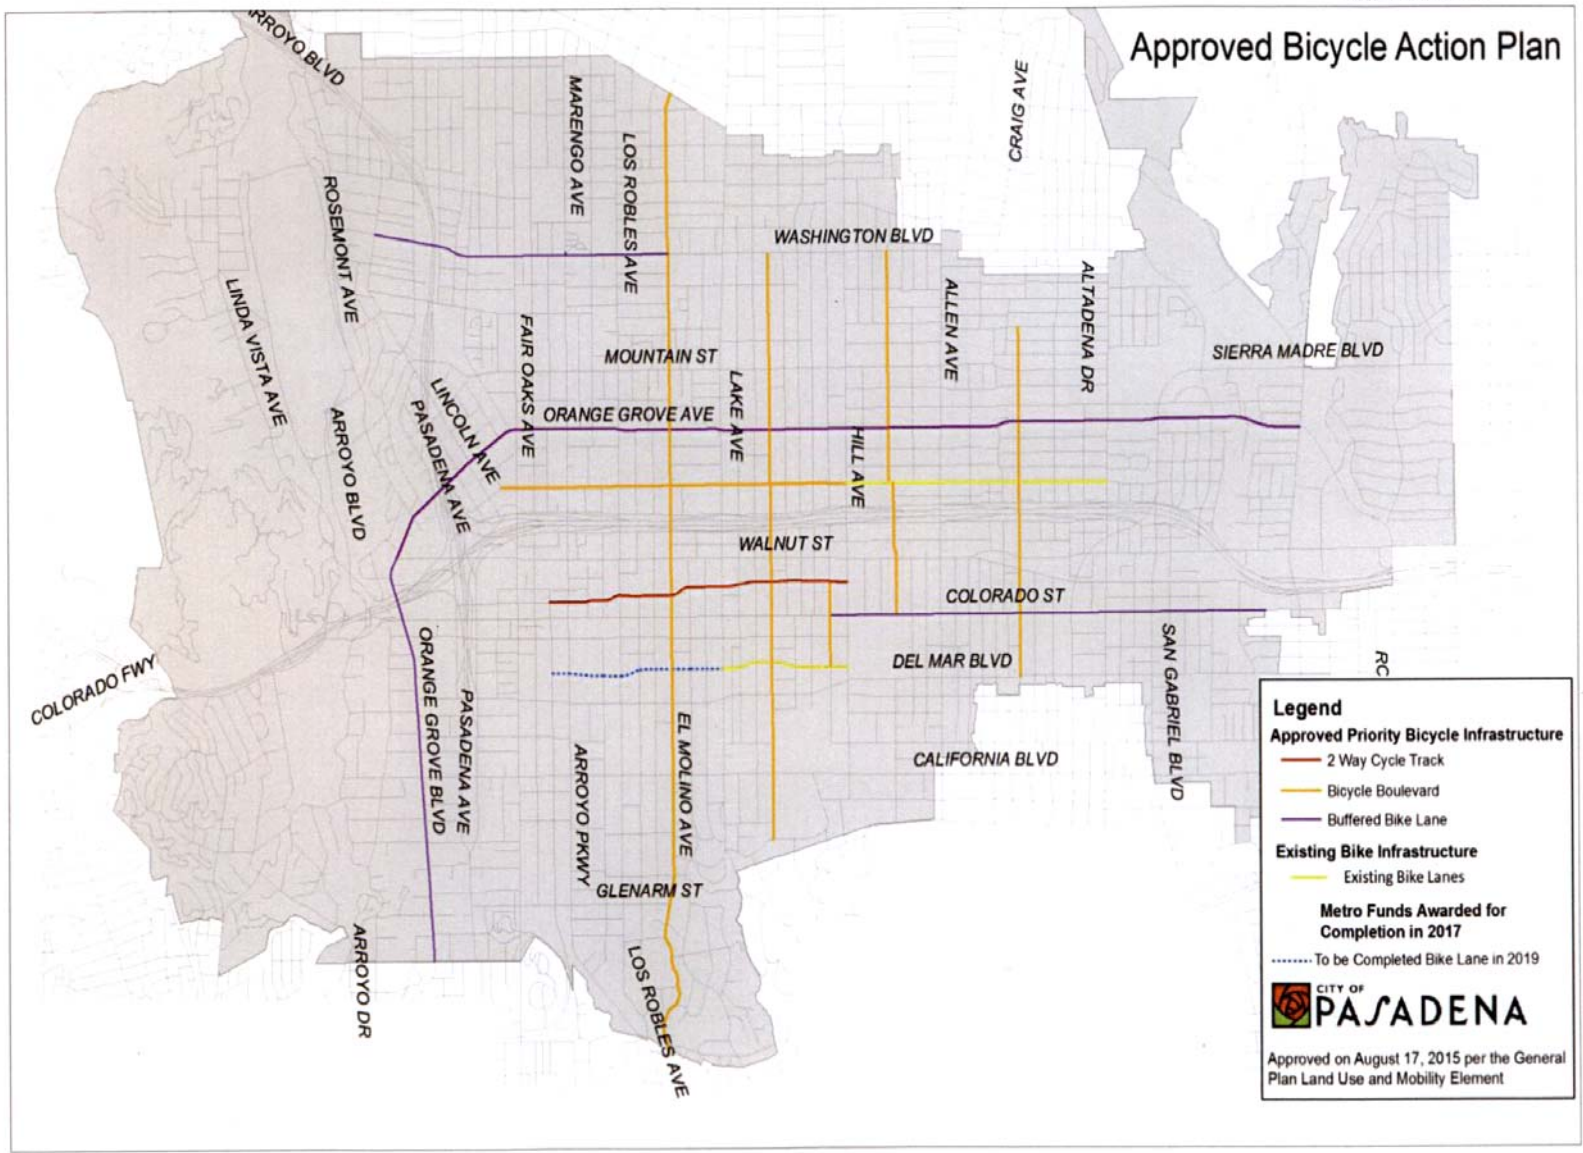 Approved Bicycle Action Plan
ARROYO BLVD
MARENGO AVE
LOS ROBLES AVE
CRAIG AVE
ROSEMONT AVE
WASHINGTON BLVD
LINDA VISTA AVE
ALLEN AVE
ALTADENA DR
FAIR OAKS AVE
MOUNTAIN ST
SIERRA MADRE BLVD
LAKE AVE
LINCOLN AVE
PASADENA AVE
ORANGE GROVE AVE
ARROYO BLVD
HILL AVE
WALNUT ST
COLORADO ST
COLORADO FWY
ORANGE GROVE BLVD
PASADENA AVE
DEL MAR BLVD
SAN GABRIEL BLVD
RC
ARROYO PKWY
EL MOLINO AVE
CALIFORNIA BLVD
GLENARM ST
ARROYO DR
LOS ROBLES AVE
Legend
Approved Priority Bicycle Infrastructure
2 Way Cycle Track
Bicycle Boulevard
Buffered Bike Lane
Existing Bike Infrastructure
Existing Bike Lanes
Metro Funds Awarded for
Completion in 2017
To be Completed Bike Lane in 2019
CITY OF
PASADENA
Approved on August 17, 2015 per the General
Plan Land Use and Mobility Element